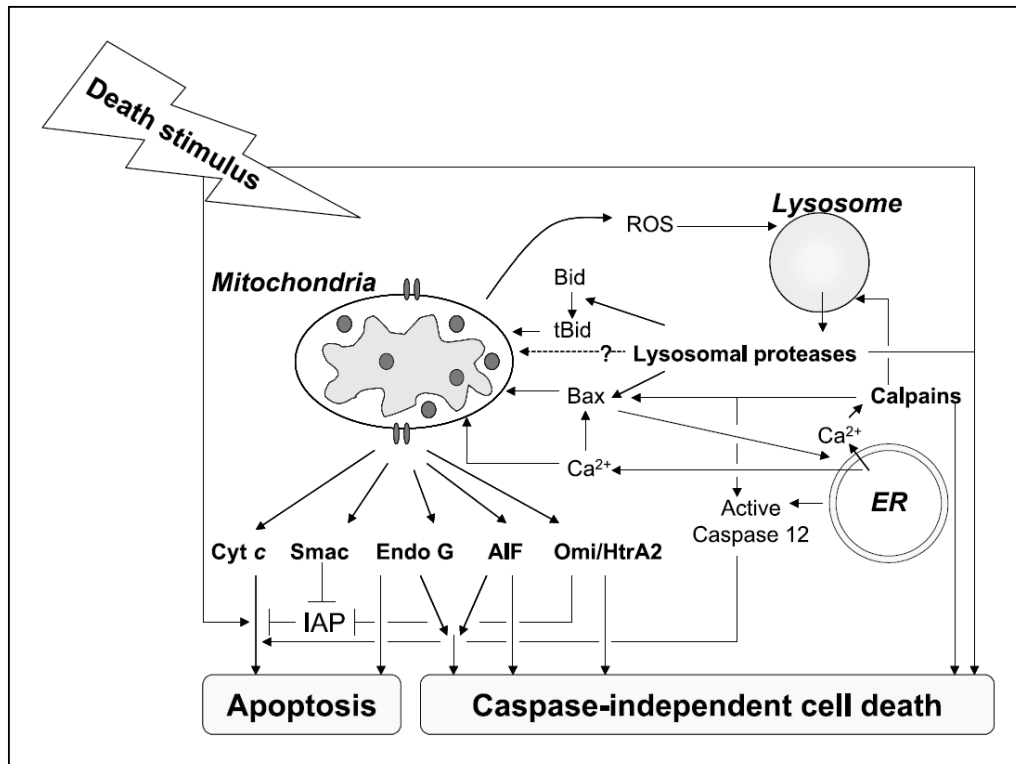 Death stimulus
Lysosome
ROS
Mitochondria
Bid
tBid
?
Lysosomal proteases
Bax
Calpains
Ca²⁺
Ca²⁺
ER
Active
Caspase 12
Cyt c
Smac
Endo G
AIF
Omi/HtrA2
IAP
Apoptosis
Caspase-independent cell death